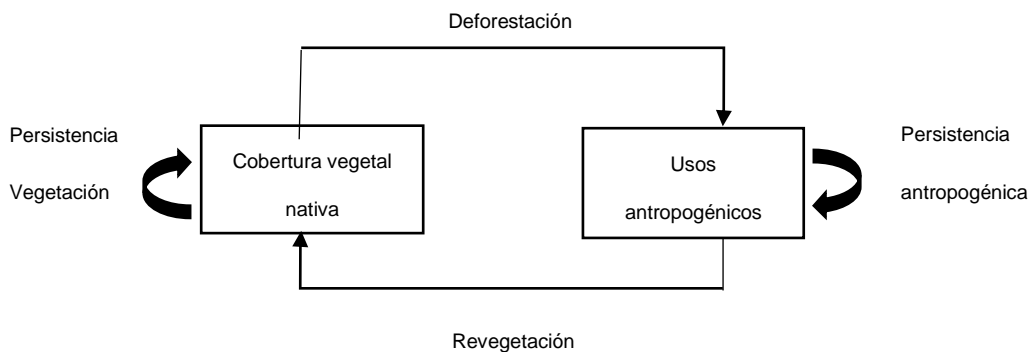 Deforestación
Persistencia
Vegetación
Cobertura vegetal
nativa
Usos
antropogénicos
Persistencia
antropogénica
Revegetación